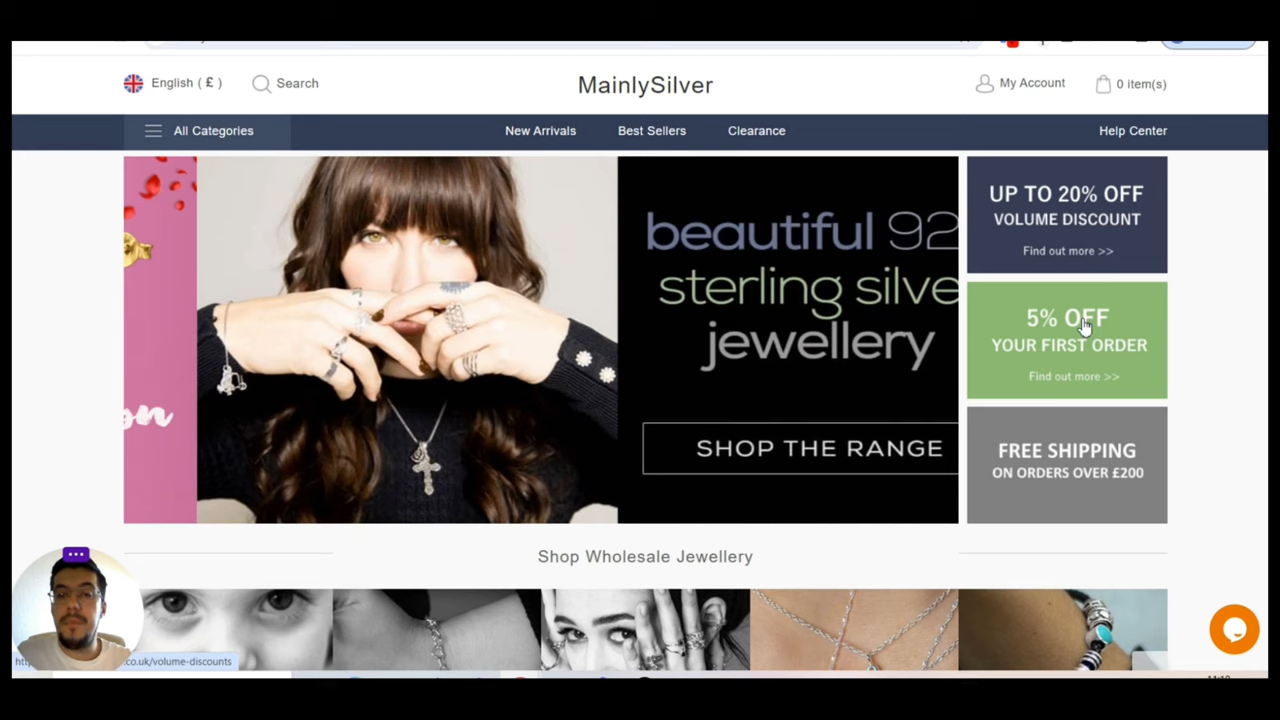 English ( £ )
Search
MainlySilver
My Account
0 item(s)
All Categories
New Arrivals
Best Sellers
Clearance
Help Center
beautiful 92
sterling silve
jewellery
SHOP THE RANGE
UP TO 20% OFF
VOLUME DISCOUNT
Find out more >>
5% OFF
YOUR FIRST ORDER
Find out more >>
FREE SHIPPING
ON ORDERS OVER £200
Shop Wholesale Jewellery
.co.uk/volume-discounts